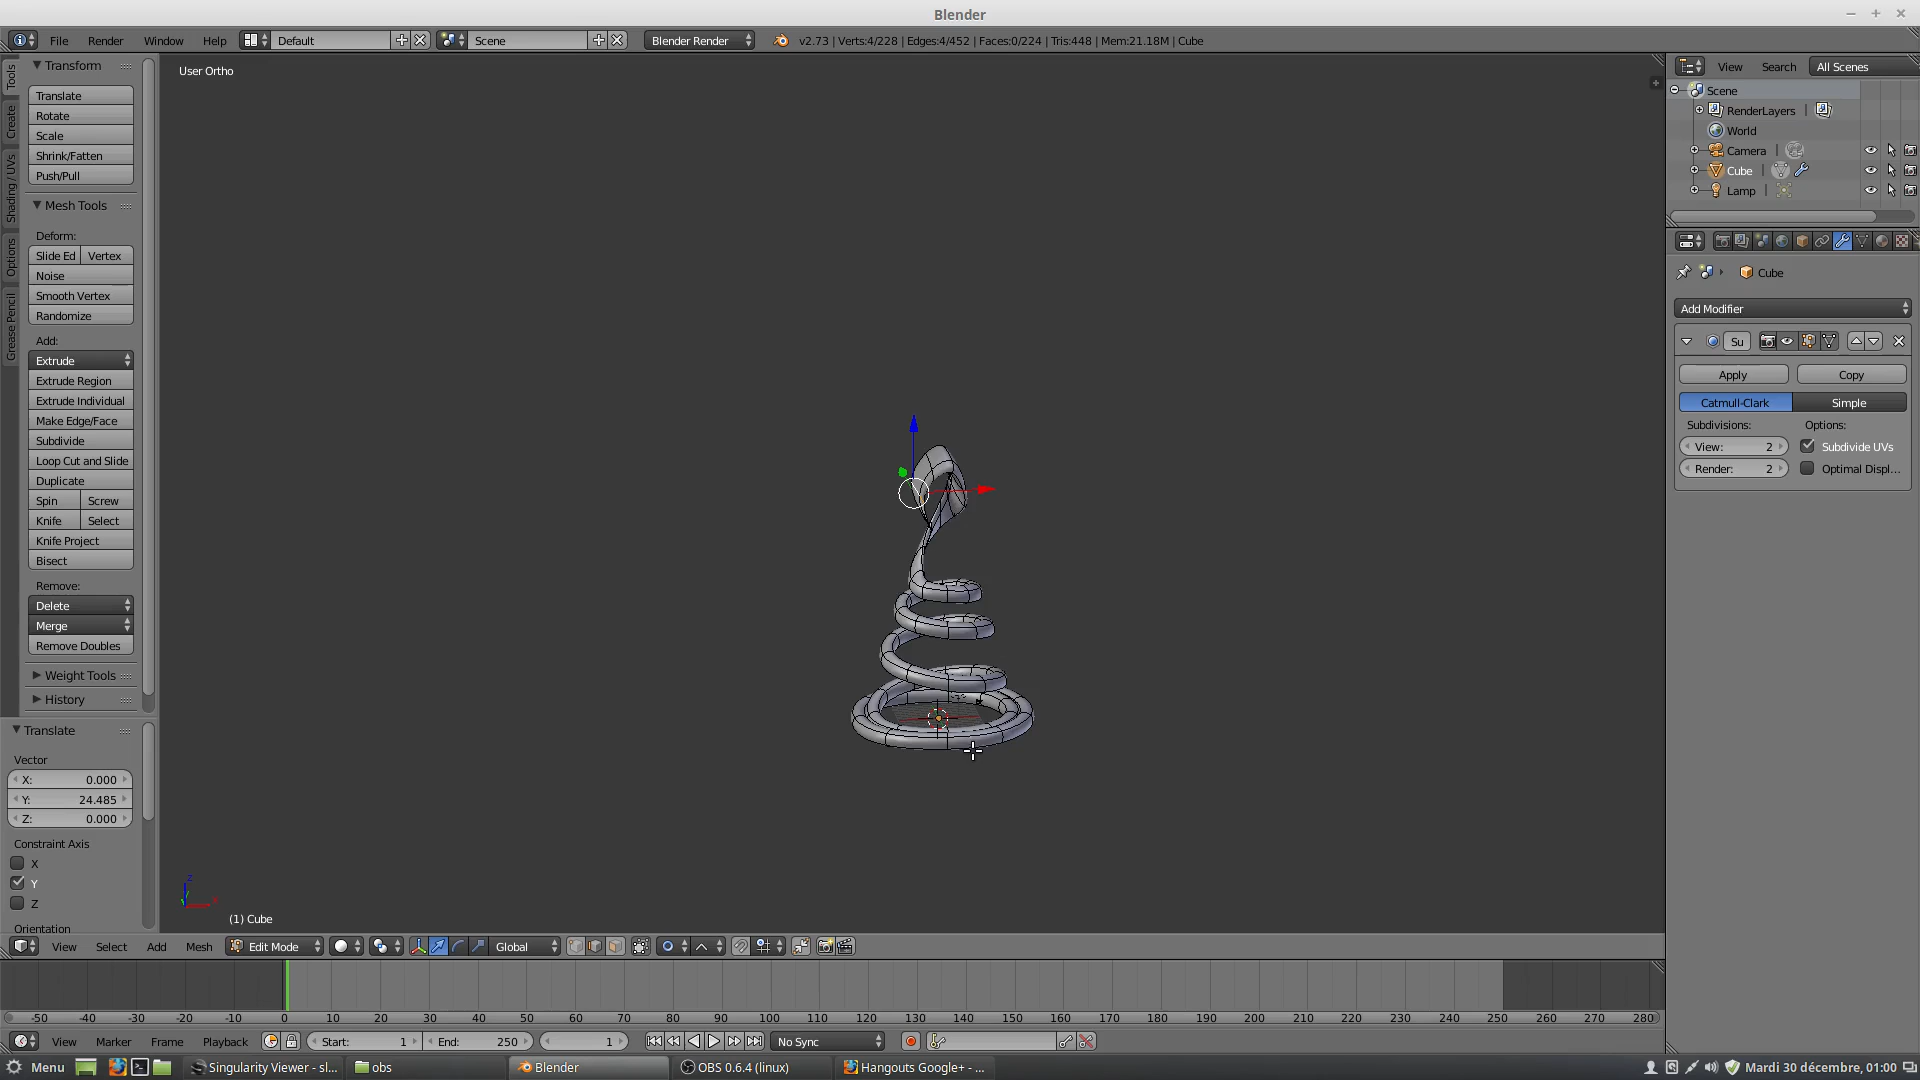 Blender
File Render Window Help Default Scene Blender Render v2.73 | Verts:4/228 | Edges:4/452 | Faces:0/224 | Tris:448 | Mem:21.18M | Cube
Tools
Create
Shading / UVs
Options
Grease Pencil
Transform
Translate
Rotate
Scale
Shrink/Fatten
Push/Pull
Mesh Tools
Deform:
Slide Ed Vertex
Noise
Smooth Vertex
Randomize
Add:
Extrude
Extrude Region
Extrude Individual
Make Edge/Face
Subdivide
Loop Cut and Slide
Duplicate
Spin Screw
Knife Select
Knife Project
Bisect
Remove:
Delete
Merge
Remove Doubles
Weight Tools
History
Translate
Vector
X: 0.000
Y: 24.485
Z: 0.000
Constraint Axis
X
Y
Z
Orientation
User Ortho
z
(1) Cube
View Search All Scenes
Scene
RenderLayers |
World
Camera |
Cube |
Lamp |
Cube
Add Modifier
Su
Apply Copy
Catmull-Clark Simple
Subdivisions: Options:
View: 2 Subdivide UVs
Render: 2 Optimal Displ...
View Select Add Mesh Edit Mode Global
-50 -40 -30 -20 -10 0 10 20 30 40 50 60 70 80 90 100 110 120 130 140 150 160 170 180 190 200 210 220 230 240 250 260 270 280
View Marker Frame Playback Start: 1 End: 250 1 No Sync
Menu Singularity Viewer - sl... obs Blender OBS 0.6.4 (linux) Hangouts Google+ - ... Mardi 30 décembre, 01:00